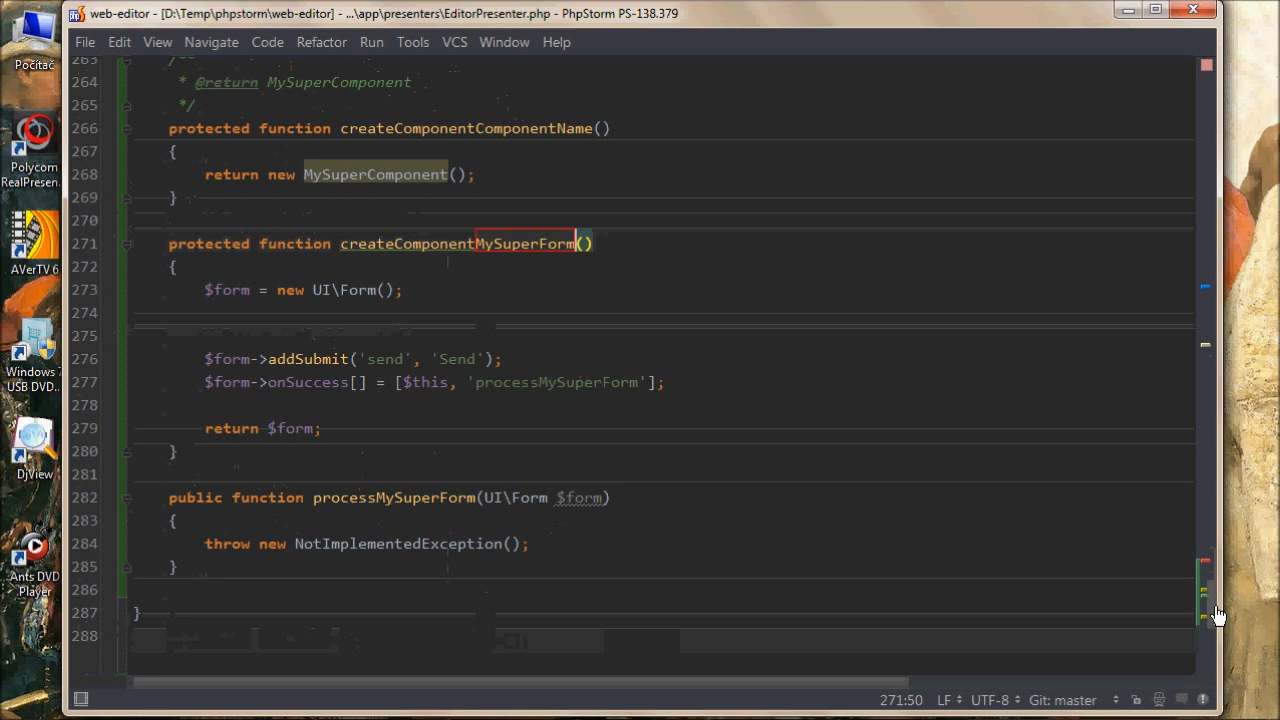 web-editor - [D:\Temp\phpstorm\web-editor] - ...\app\presenters\EditorPresenter.php - PhpStorm PS-138.379
File Edit View Navigate Code Refactor Run Tools VCS Window Help
Počítač
Polycom
RealPresen...
AVerTV 6
Windows 7
USB DVD...
DjView
Ants DVD
Player
263 /**
264 * @return MySuperComponent
265 */
266 protected function createComponentComponentName()
267 {
268 return new MySuperComponent();
269 }
270
271 protected function createComponentMySuperForm()
272 {
273 $form = new UI\Form();
274
275
276 $form->addSubmit('send', 'Send');
277 $form->onSuccess[] = [$this, 'processMySuperForm'];
278
279 return $form;
280 }
281
282 public function processMySuperForm(UI\Form $form)
283 {
284 throw new NotImplementedException();
285 }
286
287 }
288
271:50 LF UTF-8 Git: master